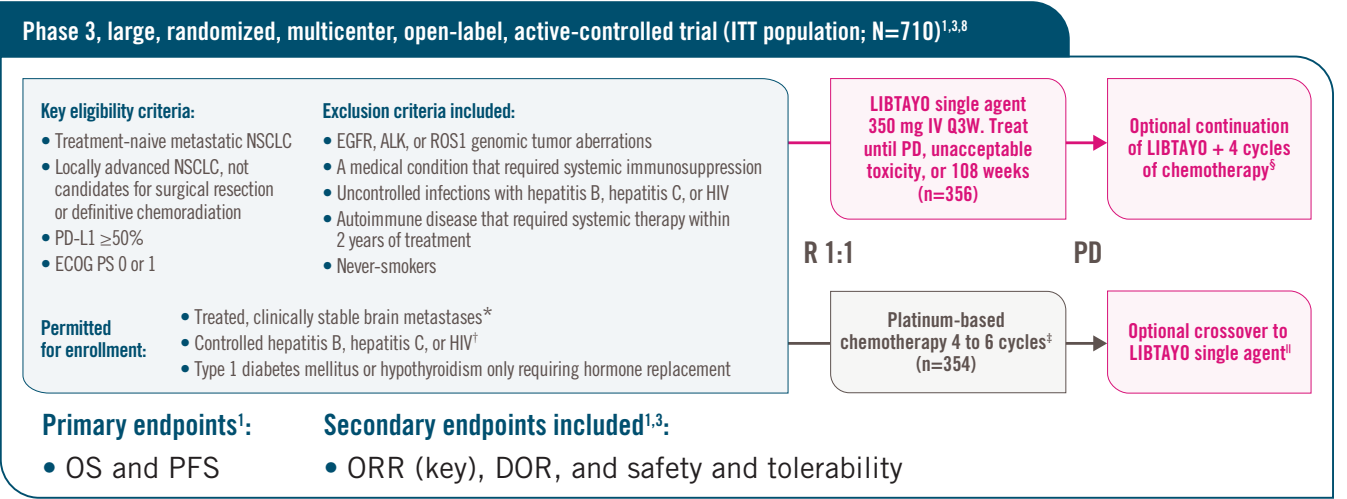 Phase 3, large, randomized, multicenter, open-label, active-controlled trial (ITT population; N=710)1,3,8
Key eligibility criteria:
• Treatment-naive metastatic NSCLC
• Locally advanced NSCLC, not
candidates for surgical resection
or definitive chemoradiation
• PD-L1 ≥50%
• ECOG PS 0 or 1
Exclusion criteria included:
• EGFR, ALK, or ROS1 genomic tumor aberrations
• A medical condition that required systemic immunosuppression
• Uncontrolled infections with hepatitis B, hepatitis C, or HIV
• Autoimmune disease that required systemic therapy within
2 years of treatment
• Never-smokers
Permitted
for enrollment:
• Treated, clinically stable brain metastases*
• Controlled hepatitis B, hepatitis C, or HIV†
• Type 1 diabetes mellitus or hypothyroidism only requiring hormone replacement
R 1:1
LIBTAYO single agent
350 mg IV Q3W. Treat
until PD, unacceptable
toxicity, or 108 weeks
(n=356)
Platinum-based
chemotherapy 4 to 6 cycles‡
(n=354)
PD
Optional continuation
of LIBTAYO + 4 cycles
of chemotherapy§
Optional crossover to
LIBTAYO single agent||
Primary endpoints1:
• OS and PFS
Secondary endpoints included1,3:
• ORR (key), DOR, and safety and tolerability